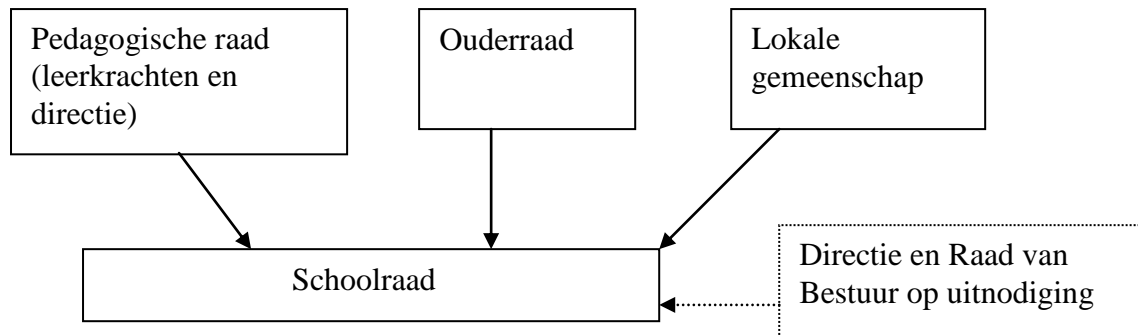 Pedagogische raad
(leerkrachten en
directie)
Ouderraad
Lokale
gemeenschap
Schoolraad
Directie en Raad van
Bestuur op uitnodiging